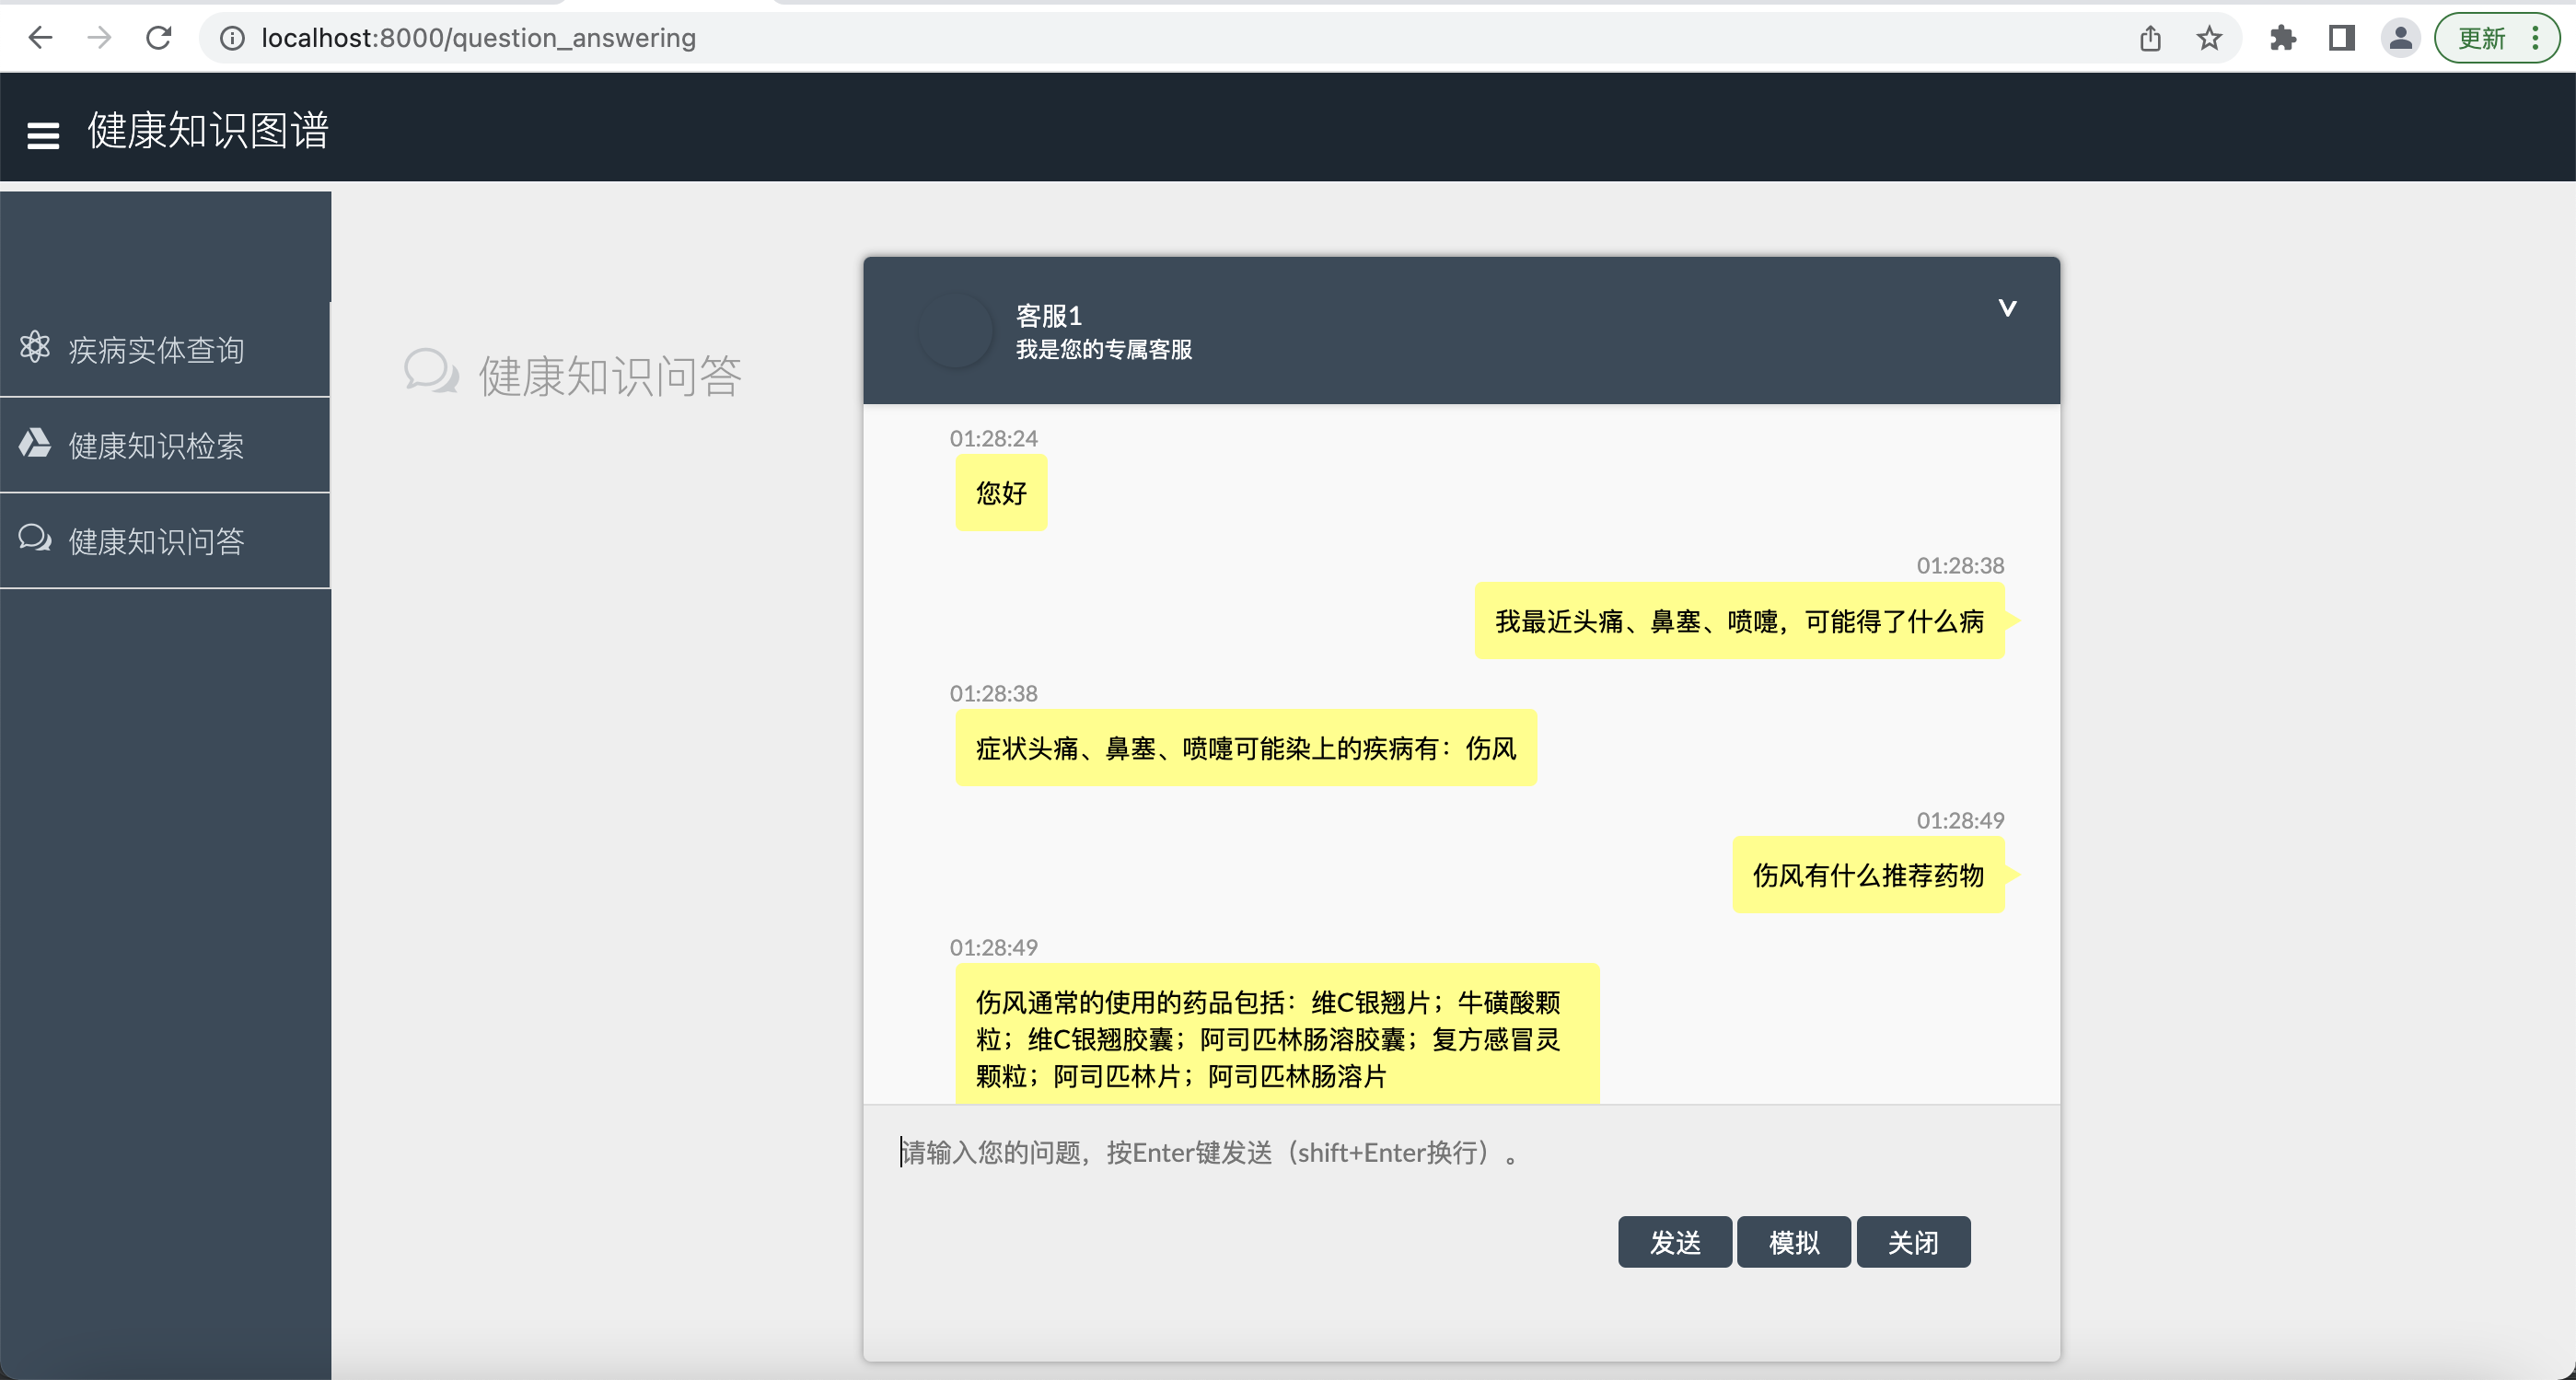 localhost:8000/question_answering
更新
健康知识图谱
疾病实体查询
健康知识检索
健康知识问答
健康知识问答
客服1
我是您的专属客服
01:28:24
您好
01:28:38
我最近头痛、鼻塞、喷嚏，可能得了什么病
01:28:38
症状头痛、鼻塞、喷嚏可能染上的疾病有：伤风
01:28:49
伤风有什么推荐药物
01:28:49
伤风通常的使用的药品包括：维C银翘片；牛磺酸颗
粒；维C银翘胶囊；阿司匹林肠溶胶囊；复方感冒灵
颗粒；阿司匹林片；阿司匹林肠溶片
请输入您的问题，按Enter键发送（shift+Enter换行）。
发送
模拟
关闭